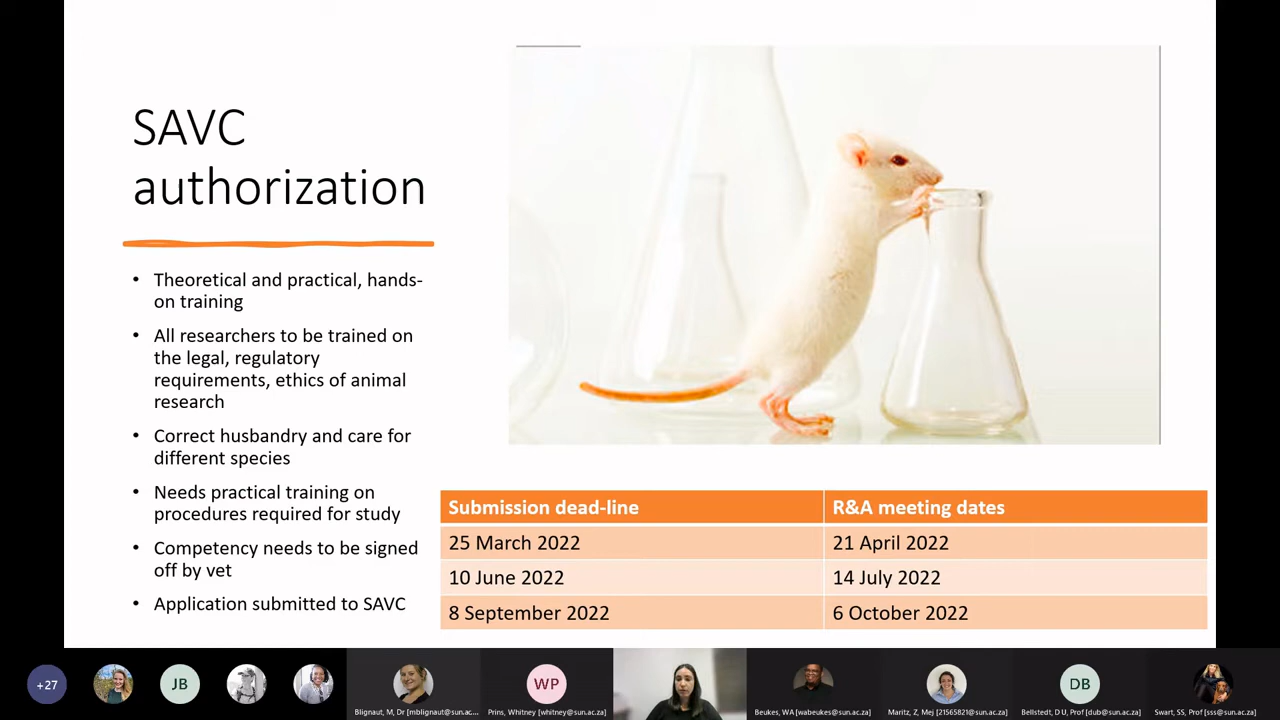 SAVC
authorization
• Theoretical and practical, hands-
on training
• All researchers to be trained on
the legal, regulatory
requirements, ethics of animal
research
• Correct husbandry and care for
different species
• Needs practical training on
procedures required for study
• Competency needs to be signed
off by vet
• Application submitted to SAVC
Submission dead-line R&A meeting dates
25 March 2022 21 April 2022
10 June 2022 14 July 2022
8 September 2022 6 October 2022
+27 JB WP DB
Blignaut, M, Dr [mblignaut@sun.ac... Prins, Whitney [whitney@sun.ac.za] Beukes, WA [wabeukes@sun.ac.za] Maritz, Z, Mej [21565821@sun.ac.za] Bellstedt, D U, Prof [dub@sun.ac.za] Swart, SS, Prof [sss@sun.ac.za]